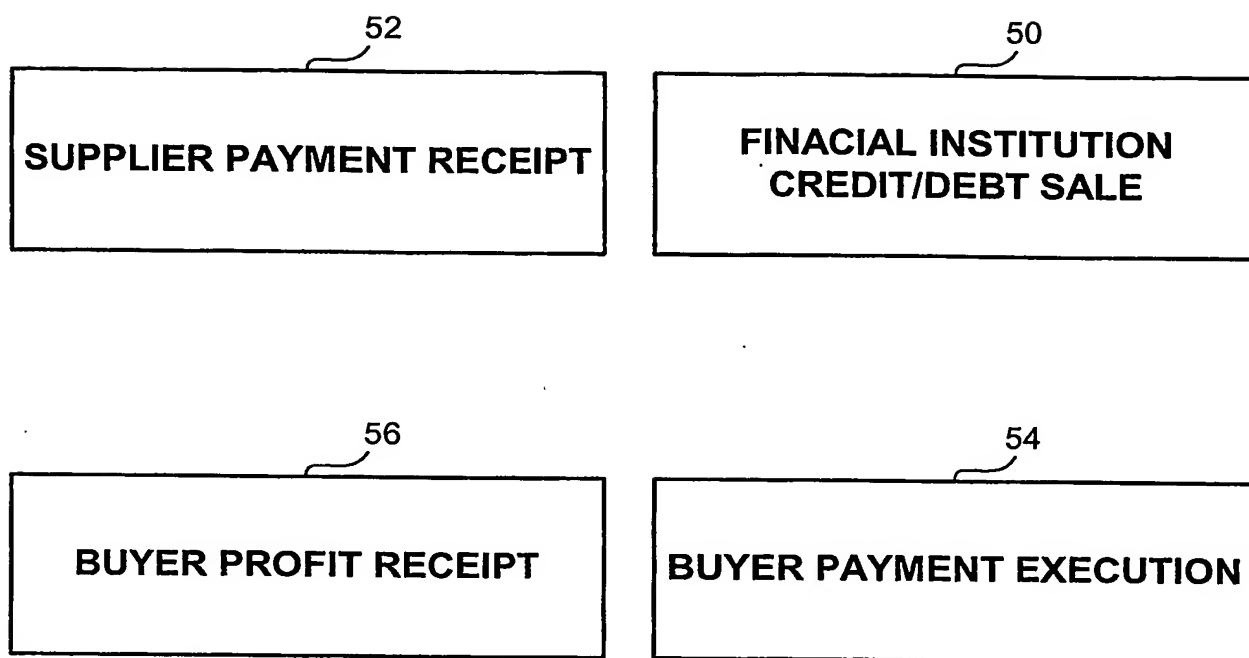 52
SUPPLIER PAYMENT RECEIPT
50
FINACIAL INSTITUTION
CREDIT/DEBT SALE
56
BUYER PROFIT RECEIPT
54
BUYER PAYMENT EXECUTION